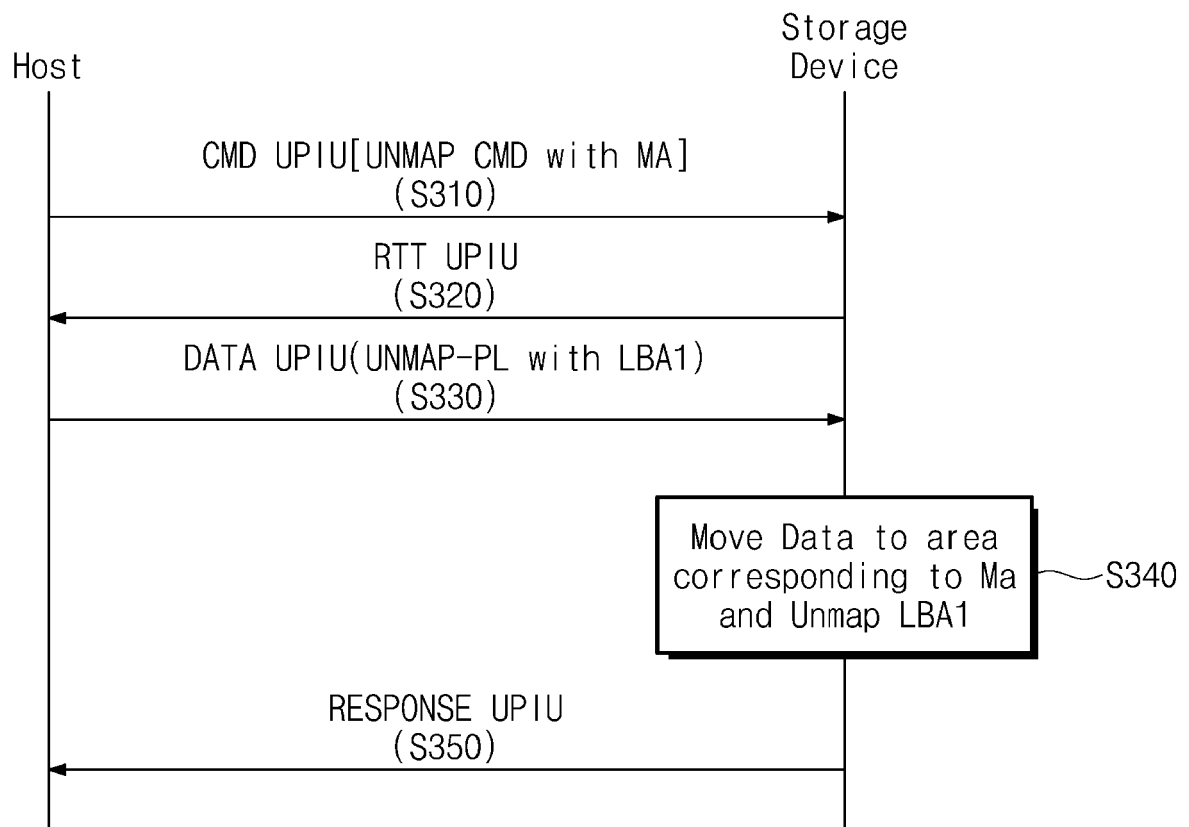 Host
Storage
Device
CMD UPIU[UNMAP CMD with MA]
(S310)
RTT UPIU
(S320)
DATA UPIU(UNMAP-PL with LBA1)
(S330)
Move Data to area
corresponding to Ma
and Unmap LBA1
S340
RESPONSE UPIU
(S350)